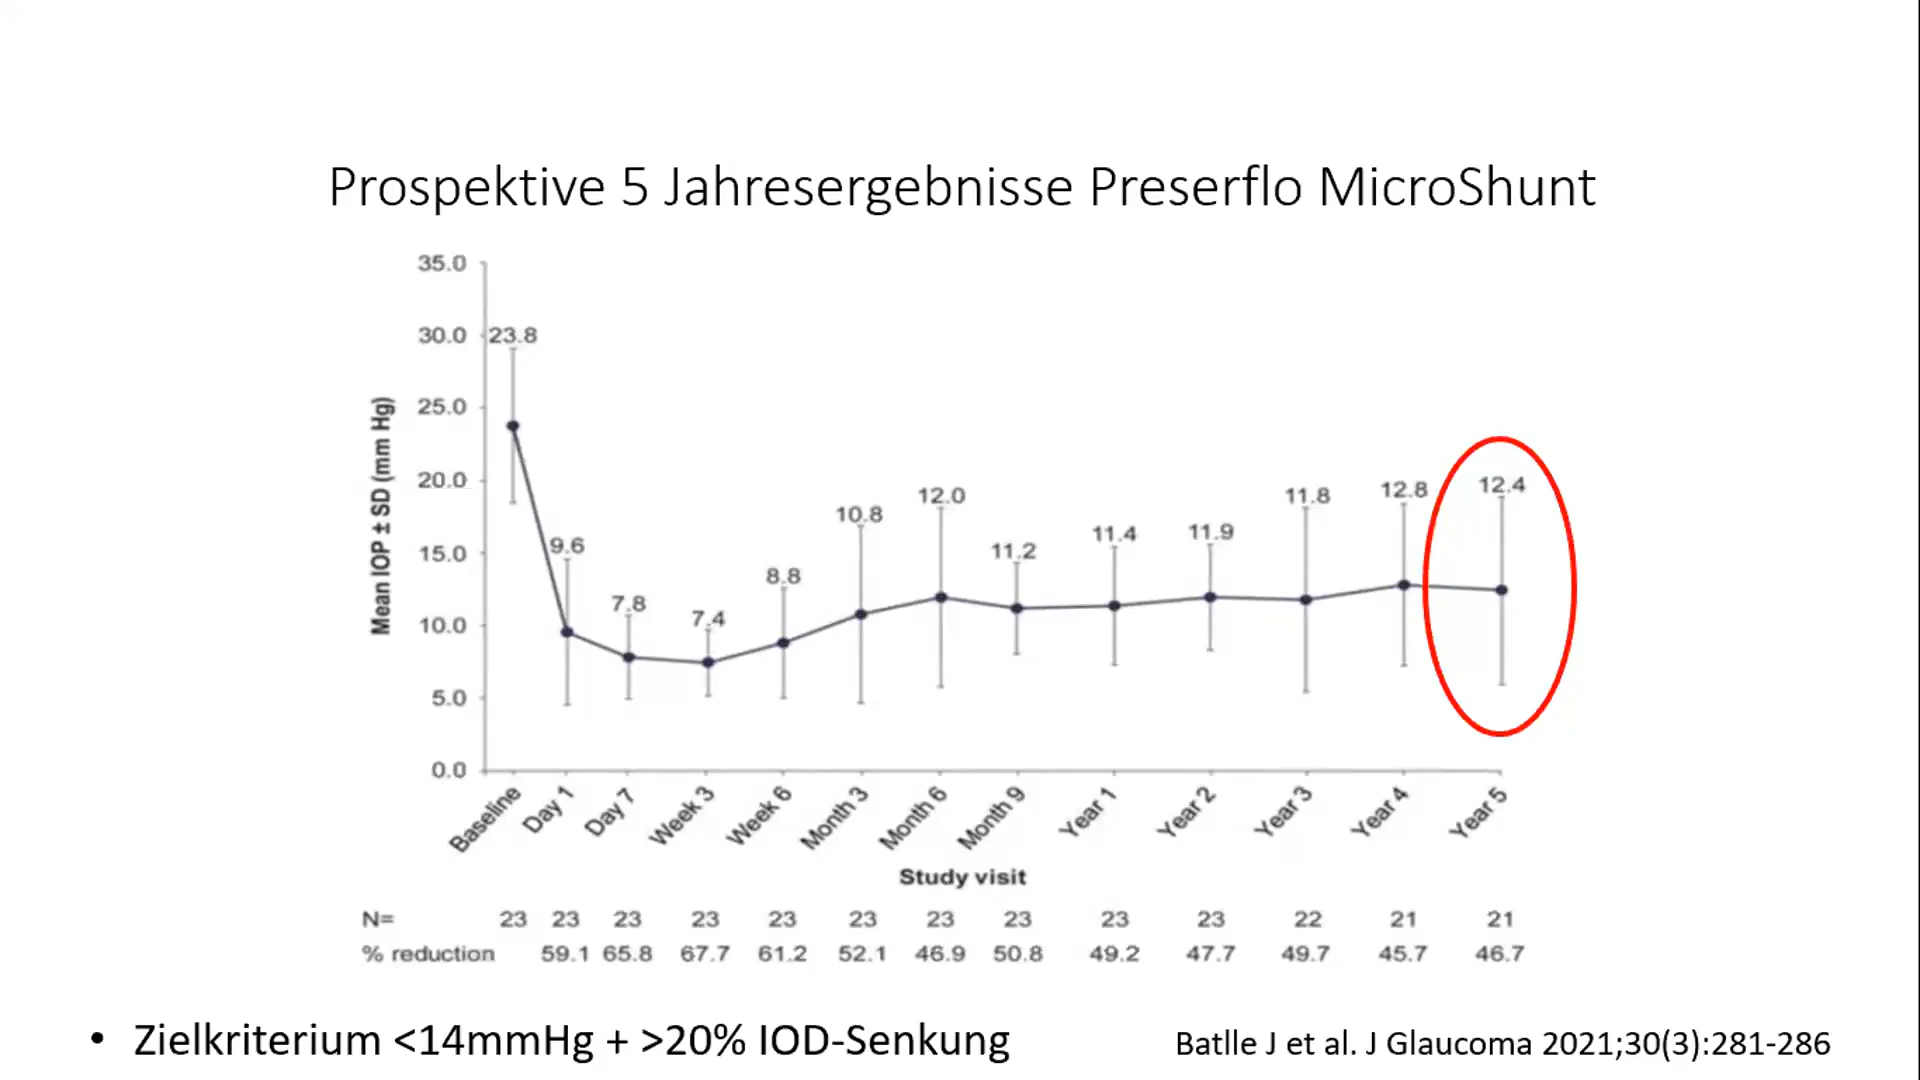 Prospektive 5 Jahresergebnisse Preserflo MicroShunt
Mean IOP ± SD (mm Hg)
35.0
30.0
25.0
20.0
15.0
10.0
5.0
0.0
23.8
9.6
7.8
7.4
8.8
10.8
12.0
11.2
11.4
11.9
11.8
12.8
12.4
Baseline
Day 1
Day 7
Week 3
Week 6
Month 3
Month 6
Month 9
Year 1
Year 2
Year 3
Year 4
Year 5
Study visit
N= 23 23 23 23 23 23 23 23 23 23 22 21 21
% reduction 59.1 65.8 67.7 61.2 52.1 46.9 50.8 49.2 47.7 49.7 45.7 46.7
• Zielkriterium <14mmHg + >20% IOD-Senkung
Batlle J et al. J Glaucoma 2021;30(3):281-286